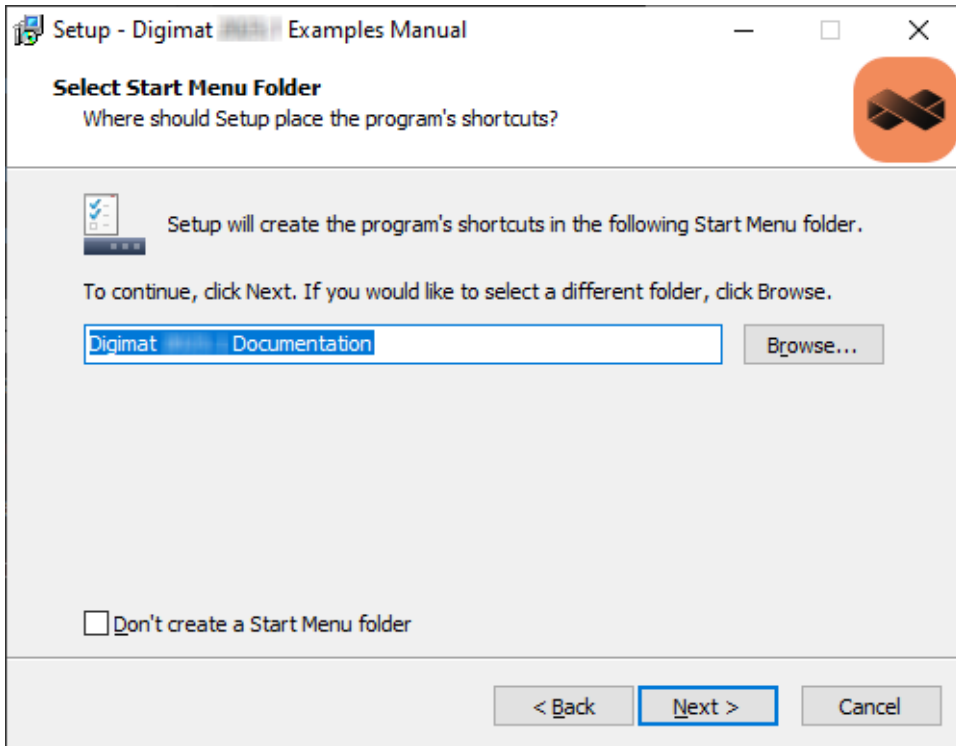 Setup - Digimat Examples Manual
Select Start Menu Folder
Where should Setup place the program's shortcuts?
Setup will create the program's shortcuts in the following Start Menu folder.
To continue, click Next. If you would like to select a different folder, click Browse.
Digimat Documentation
Browse...
Don't create a Start Menu folder
< Back
Next >
Cancel